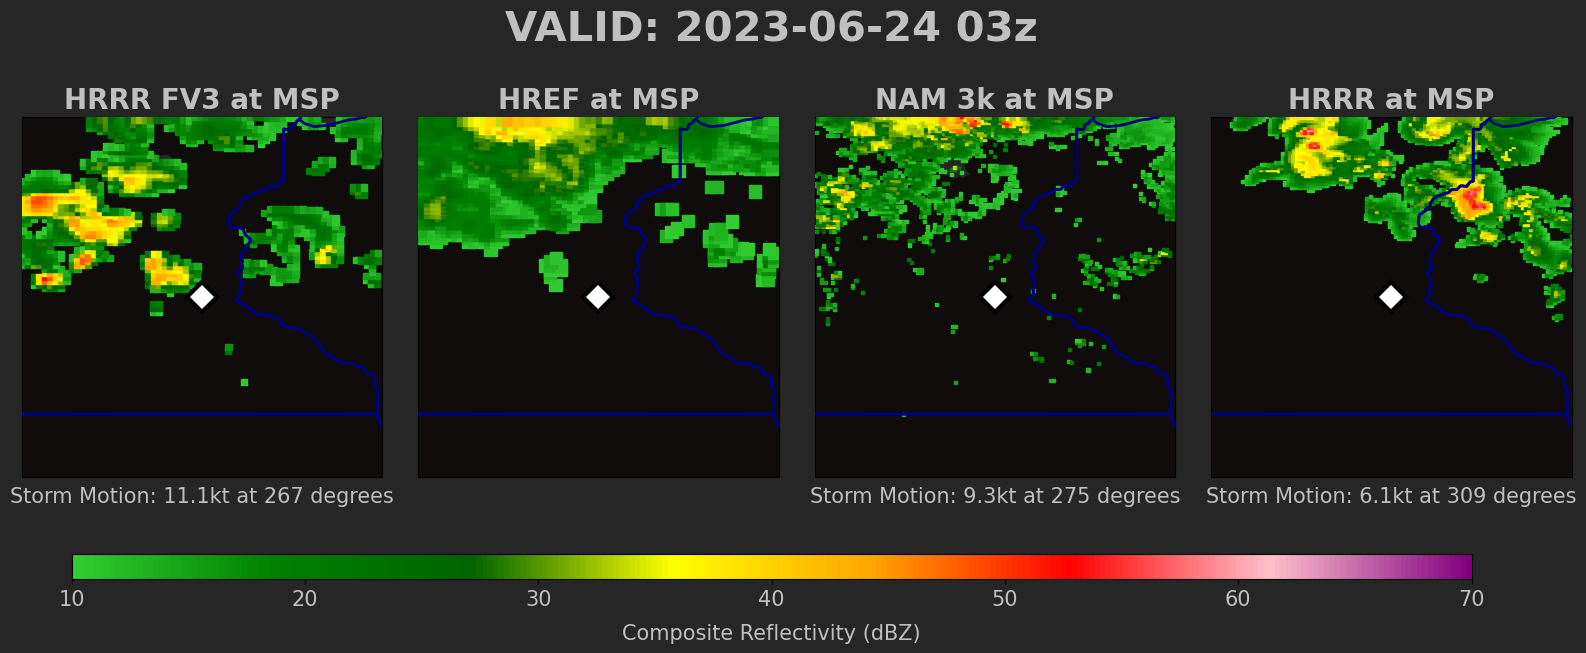 VALID: 2023-06-24 03z
HRRR FV3 at MSP
HREF at MSP
NAM 3k at MSP
HRRR at MSP
Storm Motion: 11.1kt at 267 degrees
Storm Motion: 9.3kt at 275 degrees
Storm Motion: 6.1kt at 309 degrees
10 20 30 40 50 60 70
Composite Reflectivity (dBZ)